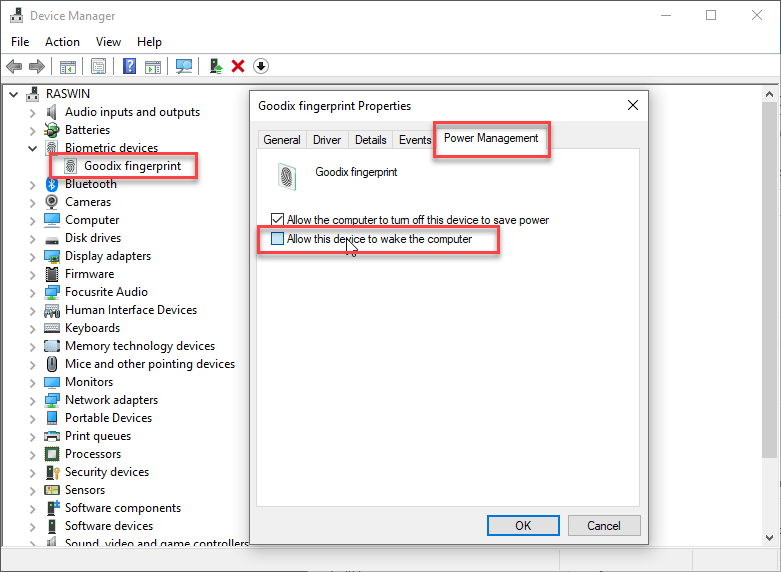 Device Manager
File Action View Help
RASWIN
Audio inputs and outputs
Batteries
Biometric devices
Goodix fingerprint
Bluetooth
Cameras
Computer
Disk drives
Display adapters
Firmware
Focusrite Audio
Human Interface Devices
Keyboards
Memory technology devices
Mice and other pointing devices
Monitors
Network adapters
Portable Devices
Print queues
Processors
Security devices
Sensors
Software components
Software devices
Sound, video and game controllers
Goodix fingerprint Properties
General Driver Details Events Power Management
Goodix fingerprint
Allow the computer to turn off this device to save power
Allow this device to wake the computer
OK Cancel